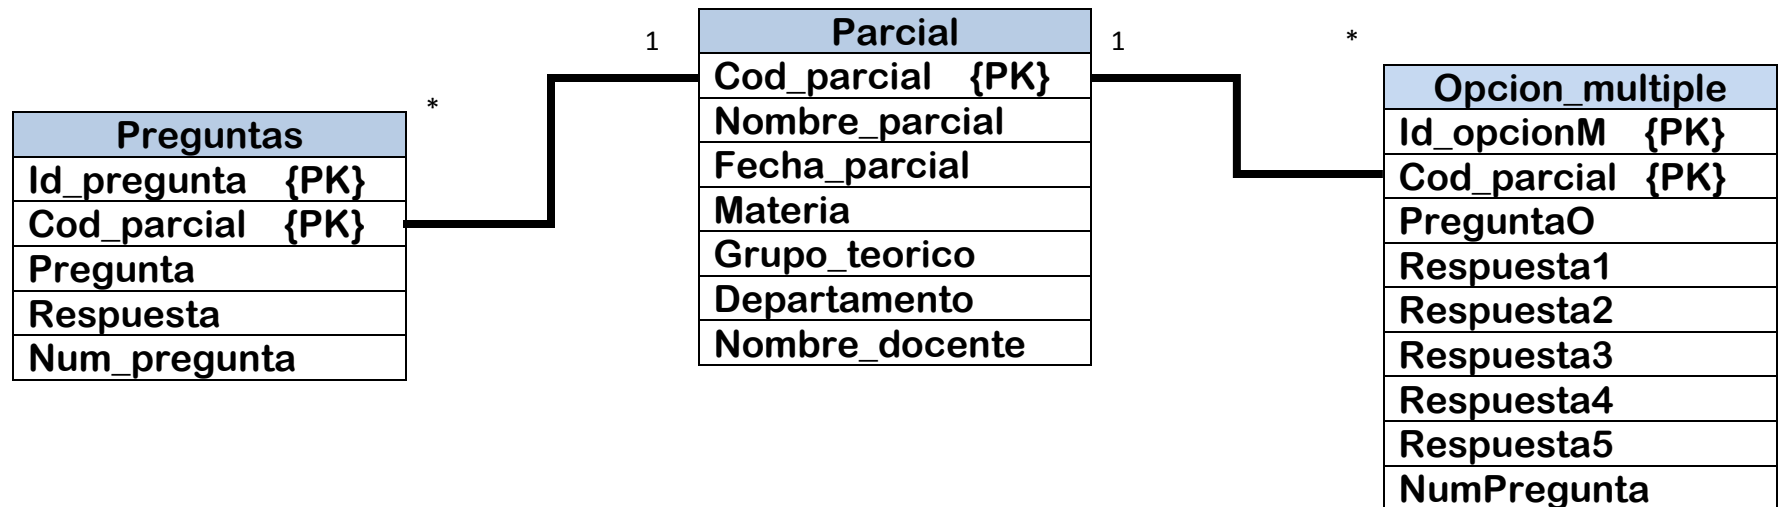 1
Parcial
Cod_parcial {PK}
Nombre_parcial
Fecha_parcial
Materia
Grupo_teorico
Departamento
Nombre_docente
1
*
*
Preguntas
Id_pregunta {PK}
Cod_parcial {PK}
Pregunta
Respuesta
Num_pregunta
Opcion_multiple
Id_opcionM {PK}
Cod_parcial {PK}
PreguntaO
Respuesta1
Respuesta2
Respuesta3
Respuesta4
Respuesta5
NumPregunta